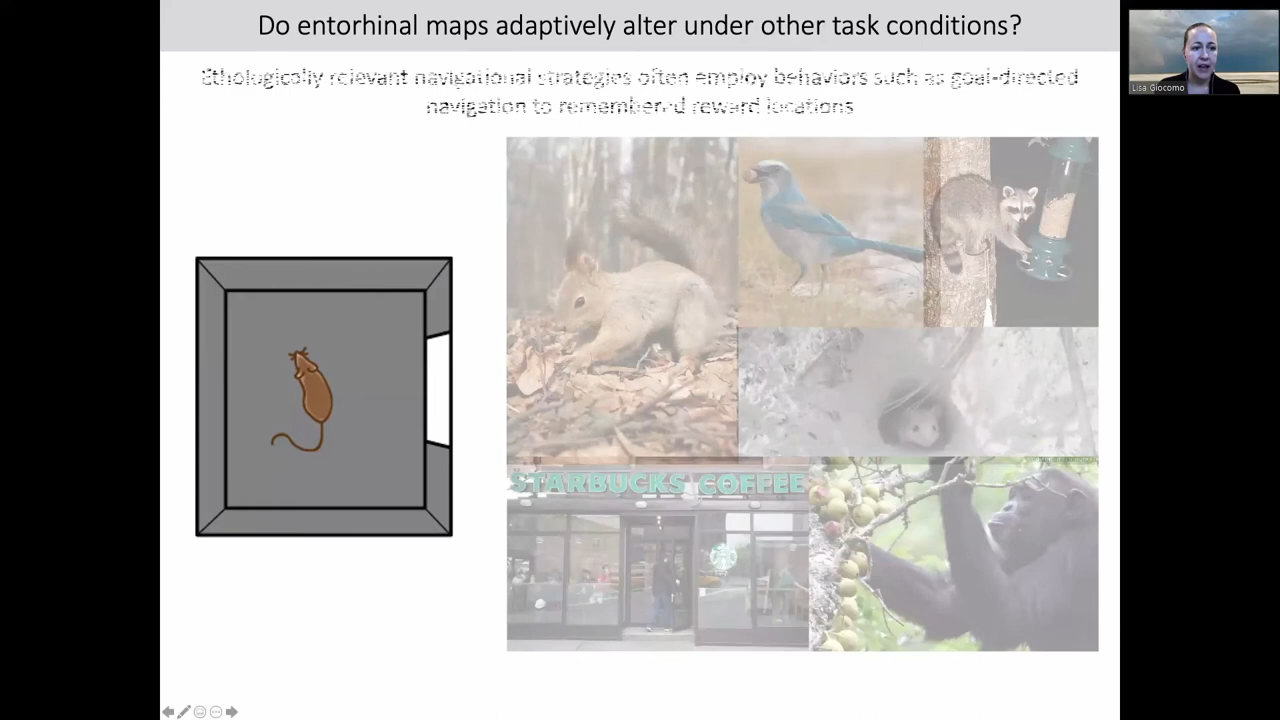 Do entorhinal maps adaptively alter under other task conditions?
Ethologically relevant navigational strategies often employ behaviors such as goal-directed
navigation to remembered reward locations
Lisa Giocomo
STARBUCKS COFFEE